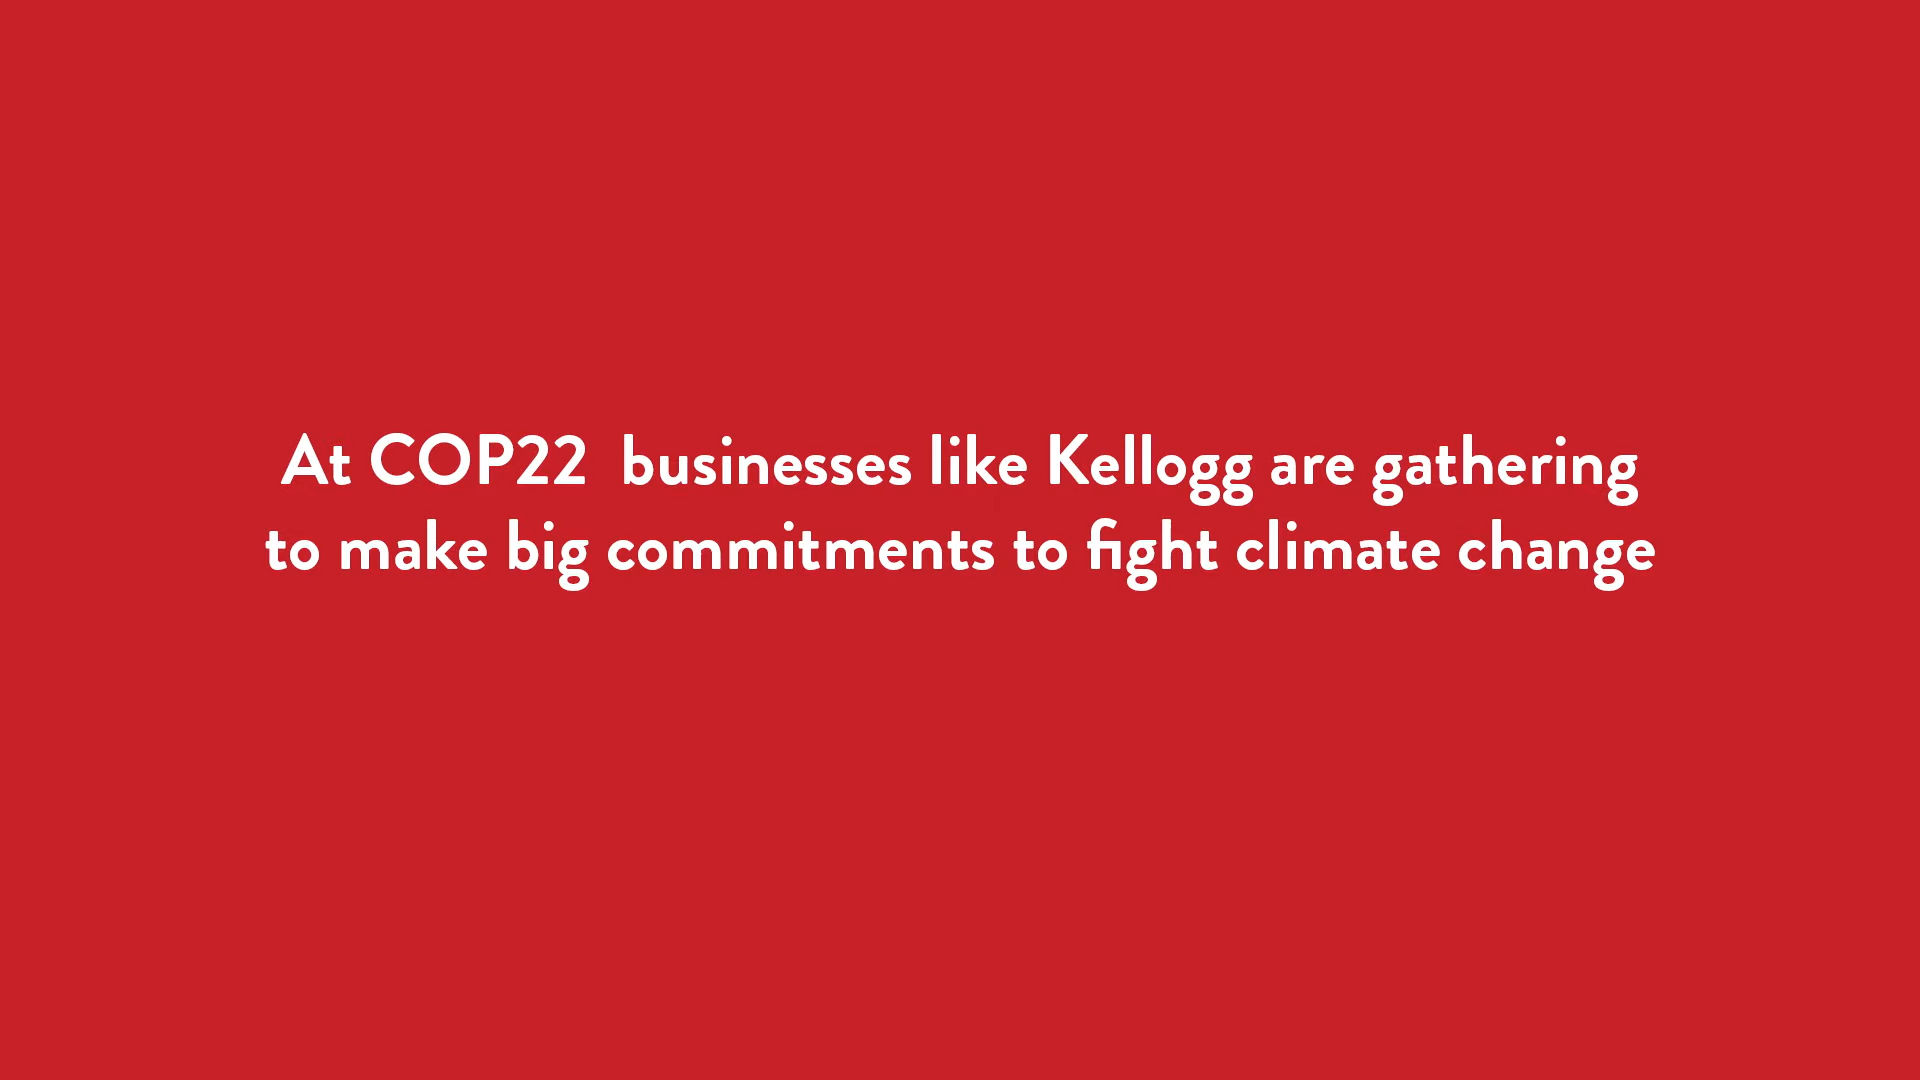 At COP22  businesses like Kellogg are gathering
to make big commitments to fight climate change